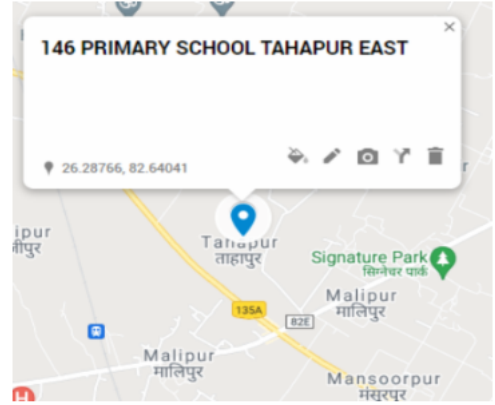 146 PRIMARY SCHOOL TAHAPUR EAST
26.28766, 82.64041
Tahapur
ताहापुर
Signature Park
सिग्नेचर पार्क
135A
82E
Malipur
मालिपुर
Malipur
मालिपुर
Mansoorpur
मंसूरपुर
H